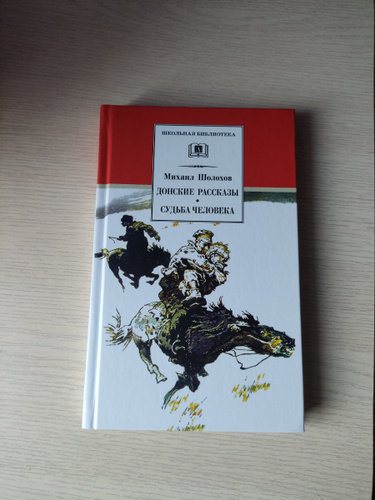 ШКОЛЬНАЯ БИБЛИОТЕКА
Михаил Шолохов
ДОНСКИЕ РАССКАЗЫ
•
СУДЬБА ЧЕЛОВЕКА